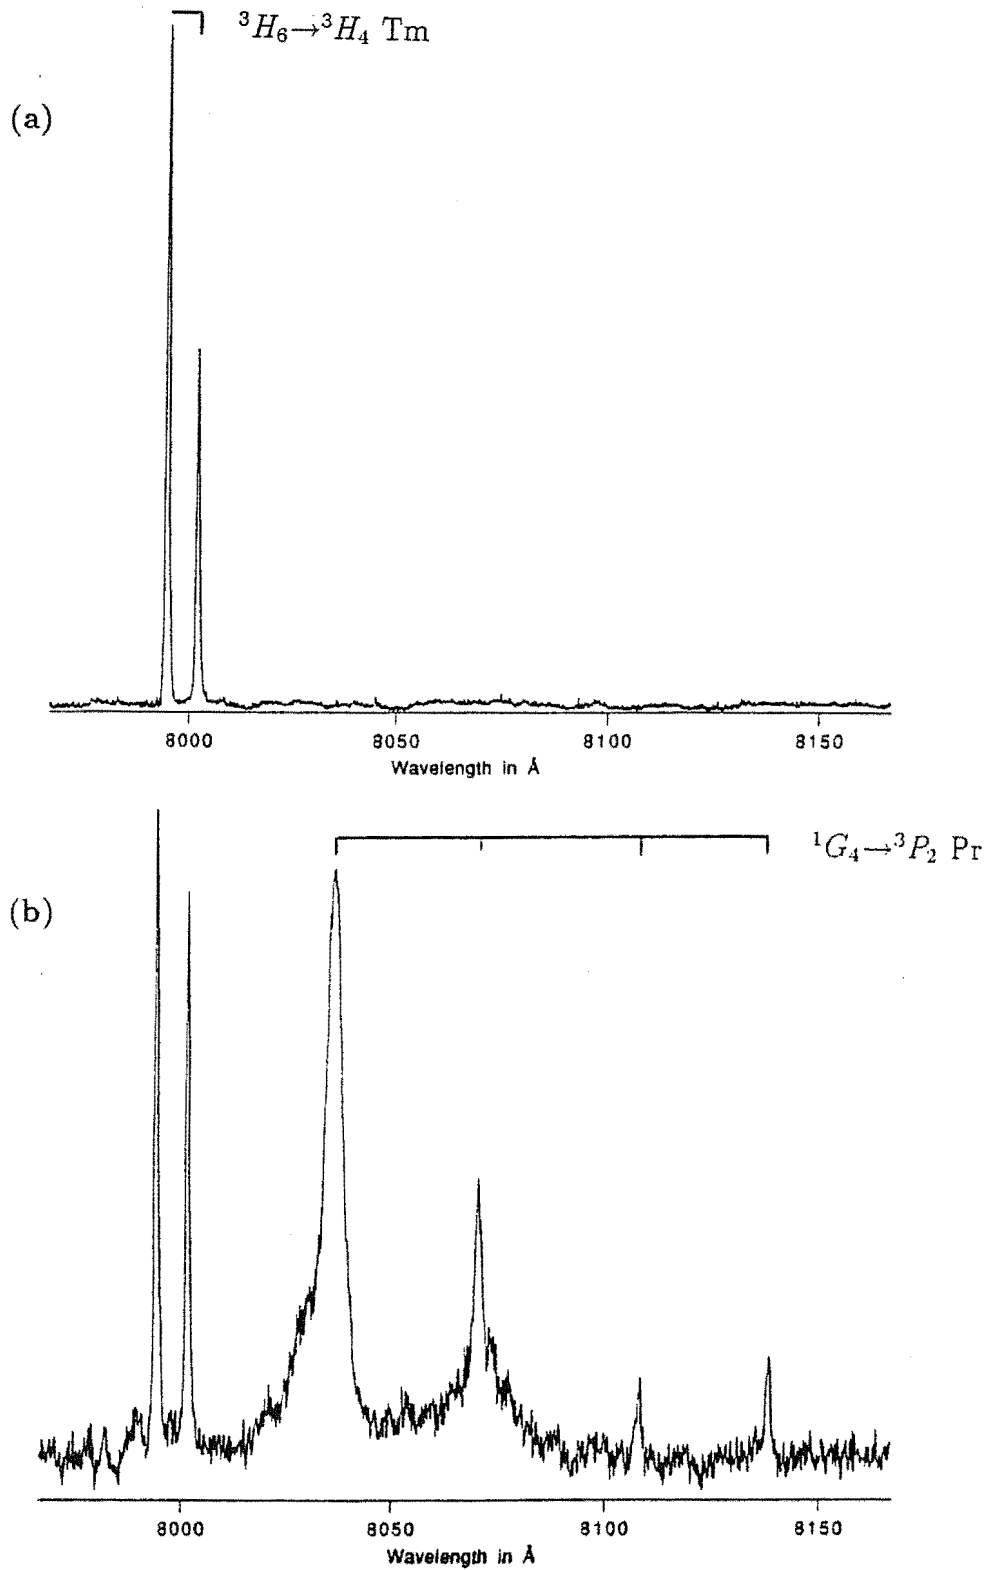 ³H₆→³H₄ Tm
(a)
8000 8050 8100 8150
Wavelength in Å
¹G₄→³P₂ Pr
(b)
8000 8050 8100 8150
Wavelength in Å